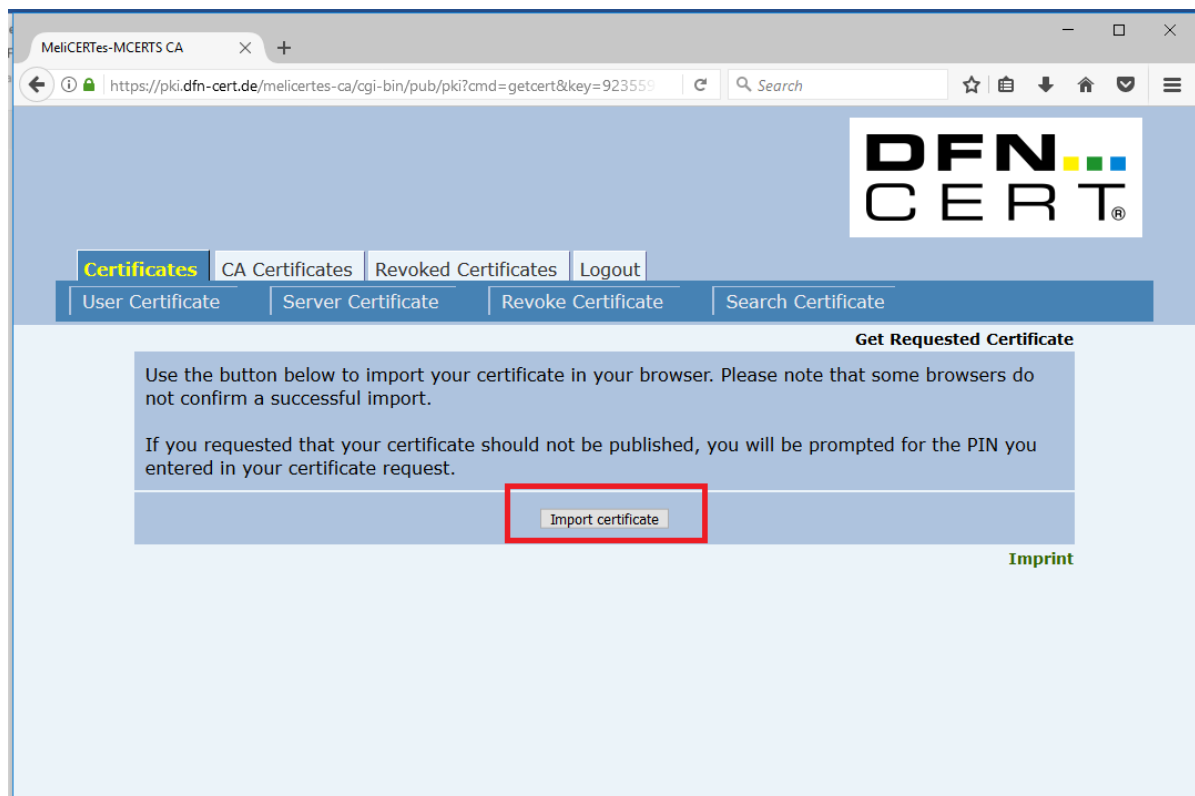 MeliCERTes-MCERTS CA
https://pki.dfn-cert.de/melicertes-ca/cgi-bin/pub/pki?cmd=getcert&key=923559
Search
DFN
CERT®
Certificates CA Certificates Revoked Certificates Logout
User Certificate Server Certificate Revoke Certificate Search Certificate
Get Requested Certificate
Use the button below to import your certificate in your browser. Please note that some browsers do
not confirm a successful import.
If you requested that your certificate should not be published, you will be prompted for the PIN you
entered in your certificate request.
Import certificate
Imprint